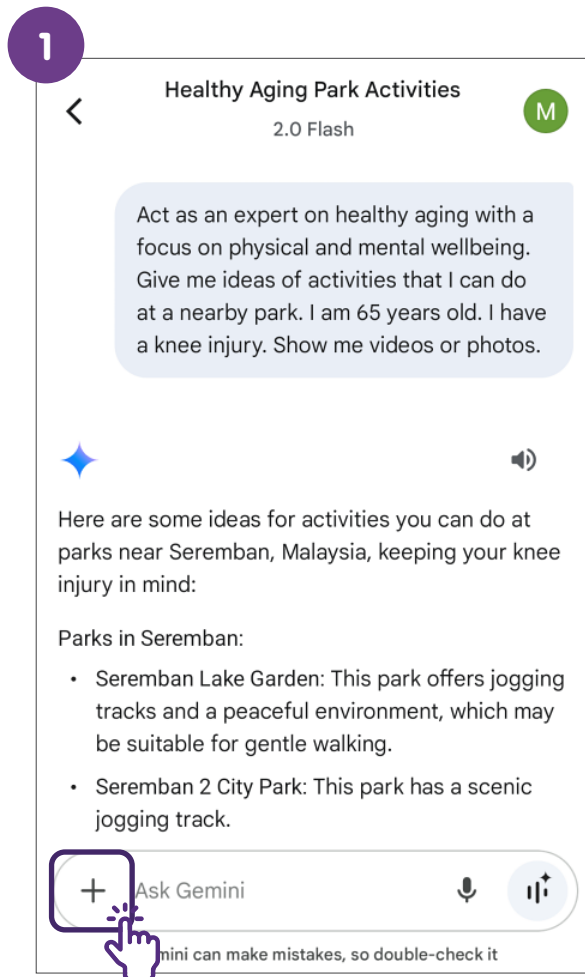 1
Healthy Aging Park Activities
2.0 Flash
M
Act as an expert on healthy aging with a
focus on physical and mental wellbeing.
Give me ideas of activities that I can do
at a nearby park. I am 65 years old. I have
a knee injury. Show me videos or photos.
Here are some ideas for activities you can do at
parks near Seremban, Malaysia, keeping your knee
injury in mind:
Parks in Seremban:
• Seremban Lake Garden: This park offers jogging
tracks and a peaceful environment, which may
be suitable for gentle walking.
• Seremban 2 City Park: This park has a scenic
jogging track.
Ask Gemini
mini can make mistakes, so double-check it